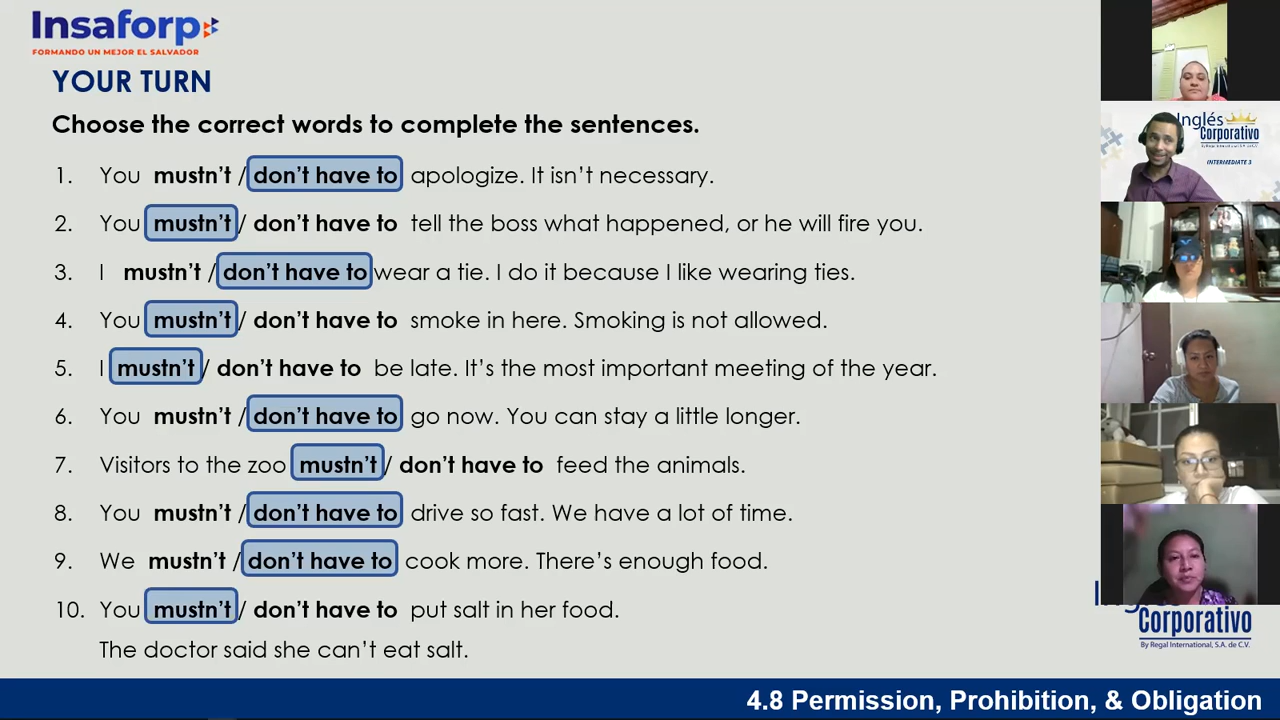 Insaforp
FORMANDO UN MEJOR EL SALVADOR
YOUR TURN
Choose the correct words to complete the sentences.
1. You mustn't / don't have to apologize. It isn't necessary.
2. You mustn't / don't have to tell the boss what happened, or he will fire you.
3. I mustn't / don't have to wear a tie. I do it because I like wearing ties.
4. You mustn't / don't have to smoke in here. Smoking is not allowed.
5. I mustn't / don't have to be late. It's the most important meeting of the year.
6. You mustn't / don't have to go now. You can stay a little longer.
7. Visitors to the zoo mustn't / don't have to feed the animals.
8. You mustn't / don't have to drive so fast. We have a lot of time.
9. We mustn't / don't have to cook more. There's enough food.
10. You mustn't / don't have to put salt in her food.
The doctor said she can't eat salt.
Inglés
Corporativo
INTERMEDIATE 3
Corporativo
By Regal International, S.A. de C.V.
4.8 Permission, Prohibition, & Obligation